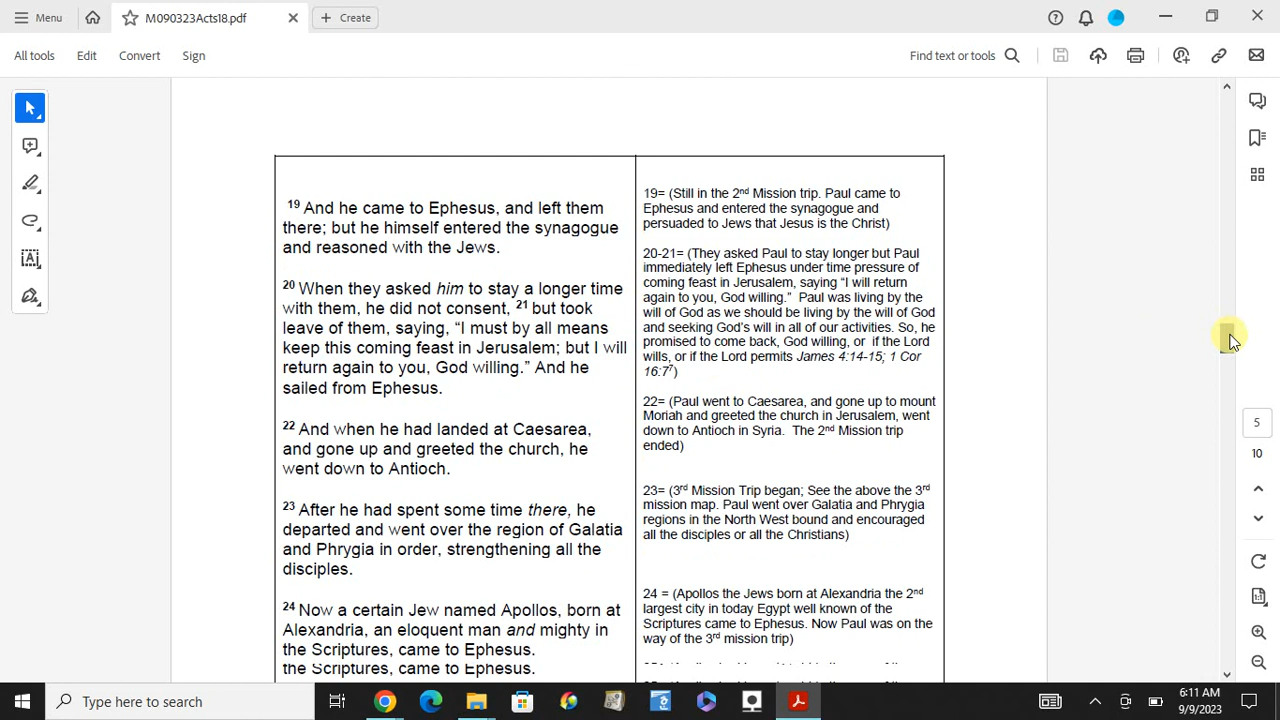 Menu
M090323Acts18.pdf
Create
All tools
Edit
Convert
Sign
Find text or tools
19 And he came to Ephesus, and left them
there; but he himself entered the synagogue
and reasoned with the Jews.
20 When they asked him to stay a longer time
with them, he did not consent, 21 but took
leave of them, saying, “I must by all means
keep this coming feast in Jerusalem; but I will
return again to you, God willing.” And he
sailed from Ephesus.
22 And when he had landed at Caesarea,
and gone up and greeted the church, he
went down to Antioch.
23 After he had spent some time there, he
departed and went over the region of Galatia
and Phrygia in order, strengthening all the
disciples.
24 Now a certain Jew named Apollos, born at
Alexandria, an eloquent man and mighty in
the Scriptures, came to Ephesus.
the Scriptures, came to Ephesus.
19= (Still in the 2nd Mission trip. Paul came to
Ephesus and entered the synagogue and
persuaded to Jews that Jesus is the Christ)
20-21= (They asked Paul to stay longer but Paul
immediately left Ephesus under time pressure of
coming feast in Jerusalem, saying “I will return
again to you, God willing.”  Paul was living by the
will of God as we should be living by the will of God
and seeking God’s will in all of our activities. So, he
promised to come back, God willing, or  if the Lord
wills, or if the Lord permits James 4:14-15; 1 Cor
16:7⁷)
22= (Paul went to Caesarea, and gone up to mount
Moriah and greeted the church in Jerusalem, went
down to Antioch in Syria.  The 2nd Mission trip
ended)
23= (3rd Mission Trip began; See the above the 3rd
mission map. Paul went over Galatia and Phrygia
regions in the North West bound and encouraged
all the disciples or all the Christians)
24 = (Apollos the Jews born at Alexandria the 2nd
largest city in today Egypt well known of the
Scriptures came to Ephesus. Now Paul was on the
way of the 3rd mission trip)
5
10
Type here to search
6:11 AM
9/9/2023